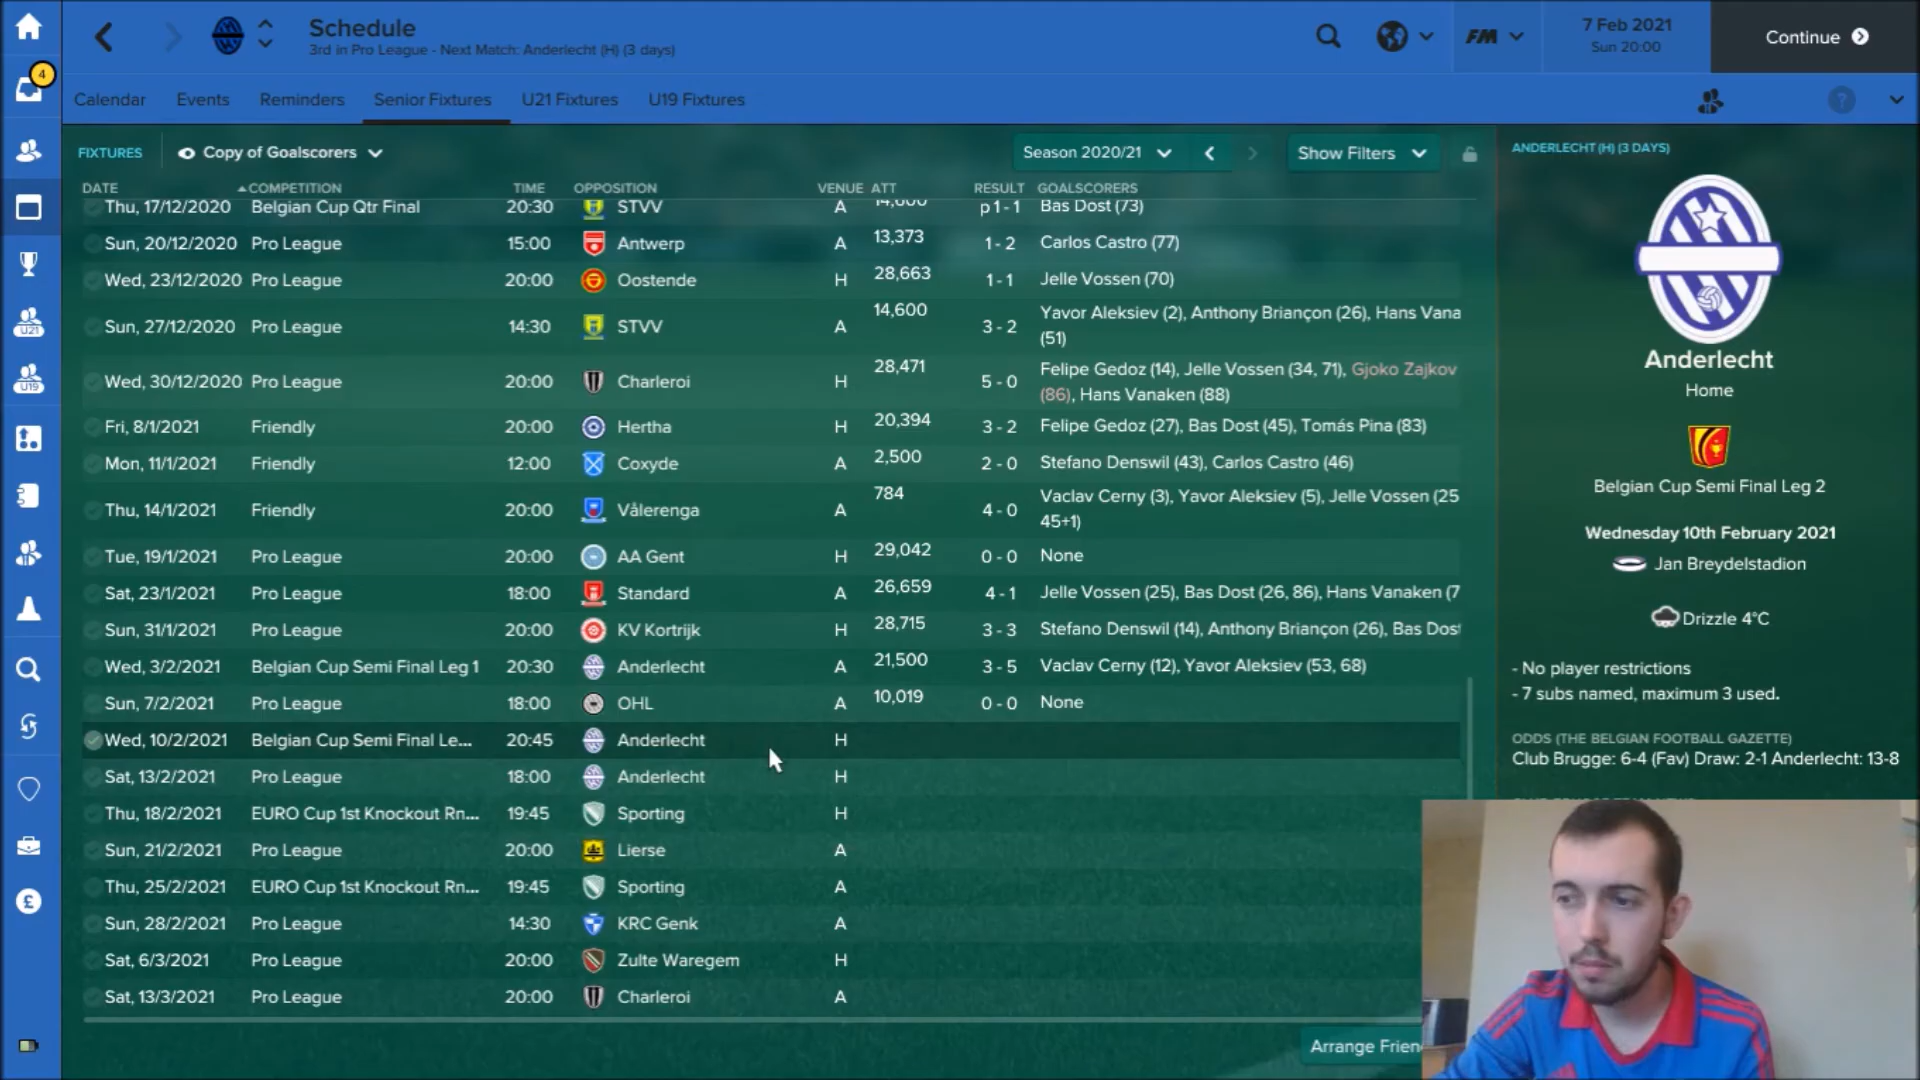 Schedule
3rd in Pro League - Next Match: Anderlecht (H) (3 days)
FM
7 Feb 2021
Sun 20:00
Continue
4
Calendar Events Reminders Senior Fixtures U21 Fixtures U19 Fixtures
?
FIXTURES Copy of Goalscorers Season 2020/21 Show Filters
DATE COMPETITION TIME OPPOSITION VENUE ATT RESULT GOALSCORERS
Thu, 17/12/2020 Belgian Cup Qtr Final 20:30 STVV A 14,600 p 1 - 1 Bas Dost (73)
Sun, 20/12/2020 Pro League 15:00 Antwerp A 13,373 1 - 2 Carlos Castro (77)
Wed, 23/12/2020 Pro League 20:00 Oostende H 28,663 1 - 1 Jelle Vossen (70)
Sun, 27/12/2020 Pro League 14:30 STVV A 14,600 3 - 2 Yavor Aleksiev (2), Anthony Briançon (26), Hans Vana
(51)
Wed, 30/12/2020 Pro League 20:00 Charleroi H 28,471 5 - 0 Felipe Gedoz (14), Jelle Vossen (34, 71), Gjoko Zajkov
(86), Hans Vanaken (88)
Fri, 8/1/2021 Friendly 20:00 Hertha H 20,394 3 - 2 Felipe Gedoz (27), Bas Dost (45), Tomás Pina (83)
Mon, 11/1/2021 Friendly 12:00 Coxyde A 2,500 2 - 0 Stefano Denswil (43), Carlos Castro (46)
Thu, 14/1/2021 Friendly 20:00 Vålerenga A 784 4 - 0 Vaclav Cerny (3), Yavor Aleksiev (5), Jelle Vossen (25
45+1)
Tue, 19/1/2021 Pro League 20:00 AA Gent H 29,042 0 - 0 None
Sat, 23/1/2021 Pro League 18:00 Standard A 26,659 4 - 1 Jelle Vossen (25), Bas Dost (26, 86), Hans Vanaken (7
Sun, 31/1/2021 Pro League 20:00 KV Kortrijk H 28,715 3 - 3 Stefano Denswil (14), Anthony Briançon (26), Bas Dost
Wed, 3/2/2021 Belgian Cup Semi Final Leg 1 20:30 Anderlecht A 21,500 3 - 5 Vaclav Cerny (12), Yavor Aleksiev (53, 68)
Sun, 7/2/2021 Pro League 18:00 OHL A 10,019 0 - 0 None
Wed, 10/2/2021 Belgian Cup Semi Final Le... 20:45 Anderlecht H
Sat, 13/2/2021 Pro League 18:00 Anderlecht H
Thu, 18/2/2021 EURO Cup 1st Knockout Rn... 19:45 Sporting H
Sun, 21/2/2021 Pro League 20:00 Lierse A
Thu, 25/2/2021 EURO Cup 1st Knockout Rn... 19:45 Sporting A
Sun, 28/2/2021 Pro League 14:30 KRC Genk A
Sat, 6/3/2021 Pro League 20:00 Zulte Waregem H
Sat, 13/3/2021 Pro League 20:00 Charleroi A
Arrange Frien
U21
U19
£
ANDERLECHT (H) (3 DAYS)
Anderlecht
Home
Belgian Cup Semi Final Leg 2
Wednesday 10th February 2021
Jan Breydelstadion
Drizzle 4°C
- No player restrictions
- 7 subs named, maximum 3 used.
ODDS (THE BELGIAN FOOTBALL GAZETTE)
Club Brugge: 6-4 (Fav) Draw: 2-1 Anderlecht: 13-8